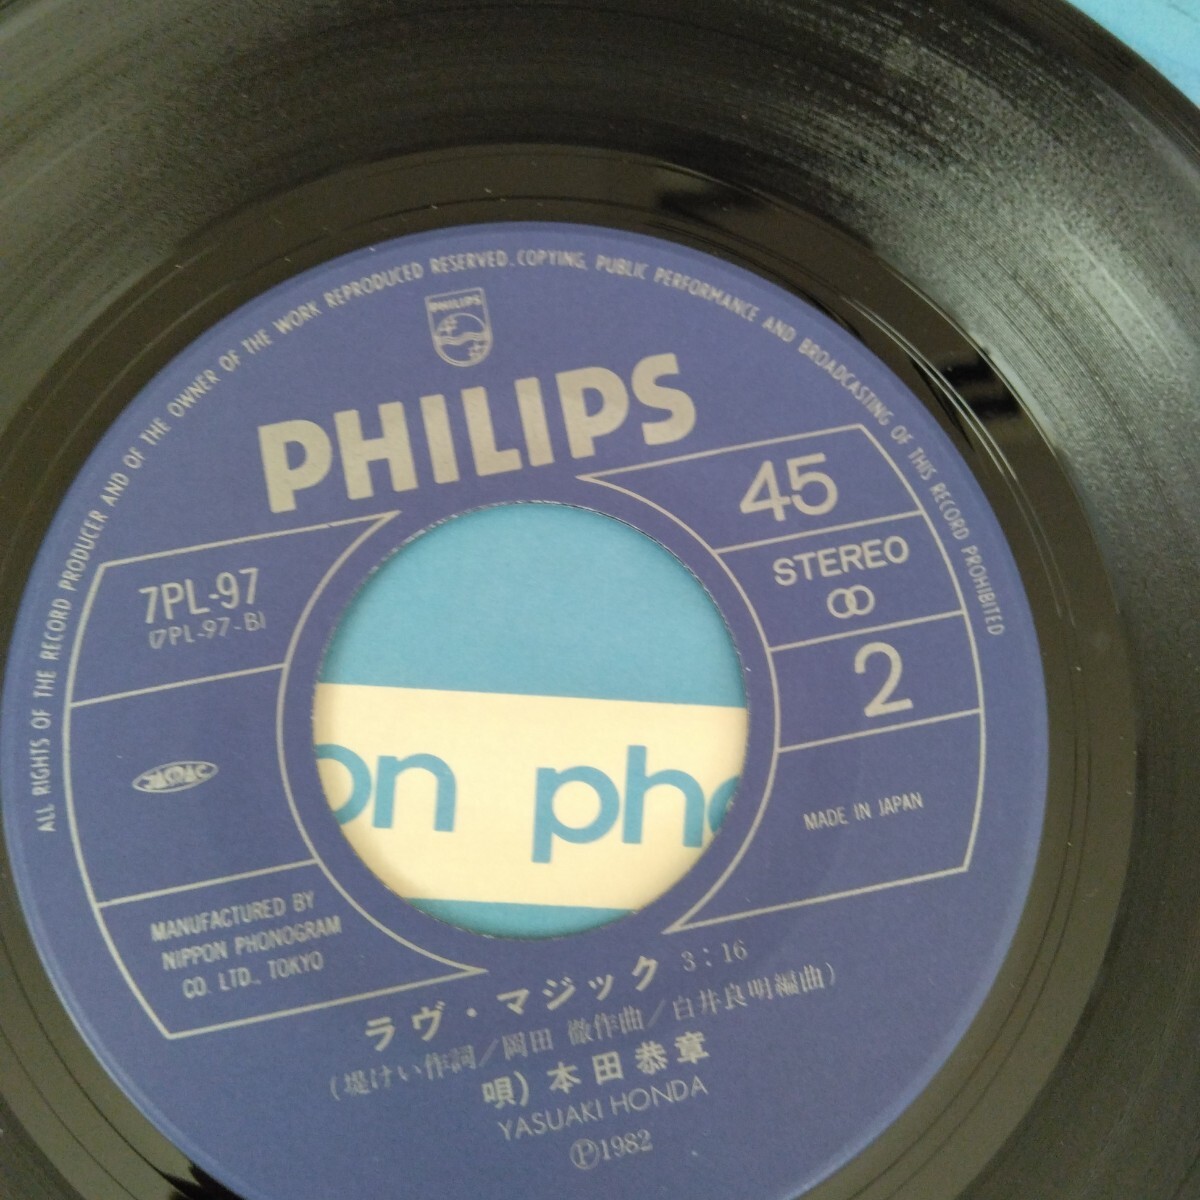 ALL RIGHTS OF THE RECORD PRODUCER AND OF THE OWNER OF THE WORK REPRODUCED RESERVED. COPYING, PUBLIC PERFORMANCE AND BROADCASTING OF THIS RECORD PROHIBITED
PHILIPS
PHILIPS
45
STEREO
7PL-97
(7PL-97-B)
2
JASRAC
MADE IN JAPAN
on pho
MANUFACTURED BY
NIPPON PHONOGRAM
CO. LTD., TOKYO
ラヴ・マジック 3:16
(堤けい作詞/岡田 徹作曲/白井良明編曲)
唄) 本田恭章
YASUAKI HONDA
Ⓟ1982